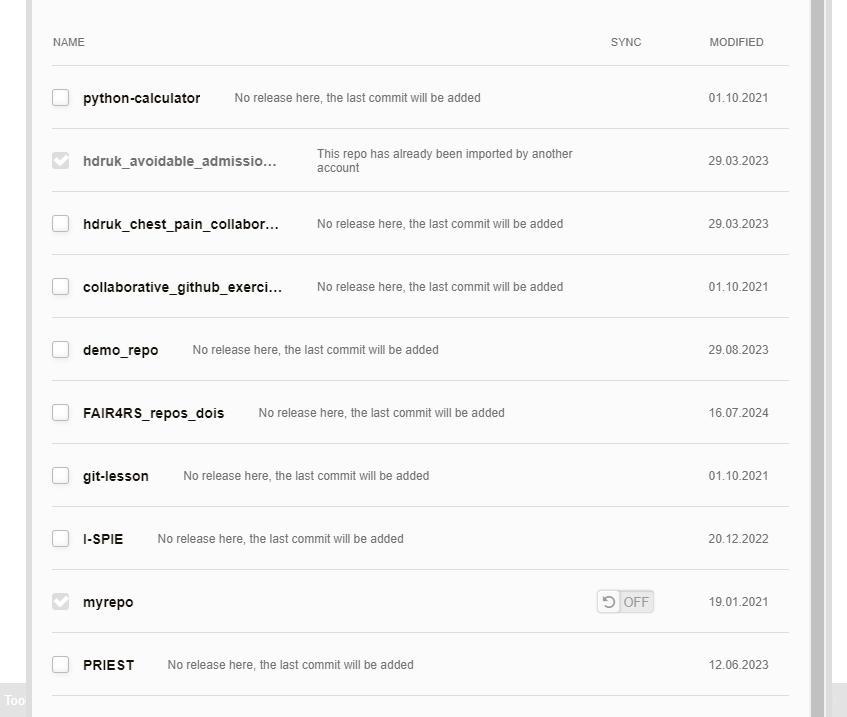 NAME SYNC MODIFIED
python-calculator No release here, the last commit will be added 01.10.2021
hdruk_avoidable_admissio... This repo has already been imported by another account 29.03.2023
hdruk_chest_pain_collabor... No release here, the last commit will be added 29.03.2023
collaborative_github_exerci... No release here, the last commit will be added 01.10.2021
demo_repo No release here, the last commit will be added 29.08.2023
FAIR4RS_repos_dois No release here, the last commit will be added 16.07.2024
git-lesson No release here, the last commit will be added 01.10.2021
I-SPIE No release here, the last commit will be added 20.12.2022
myrepo OFF 19.01.2021
PRIEST No release here, the last commit will be added 12.06.2023
Too